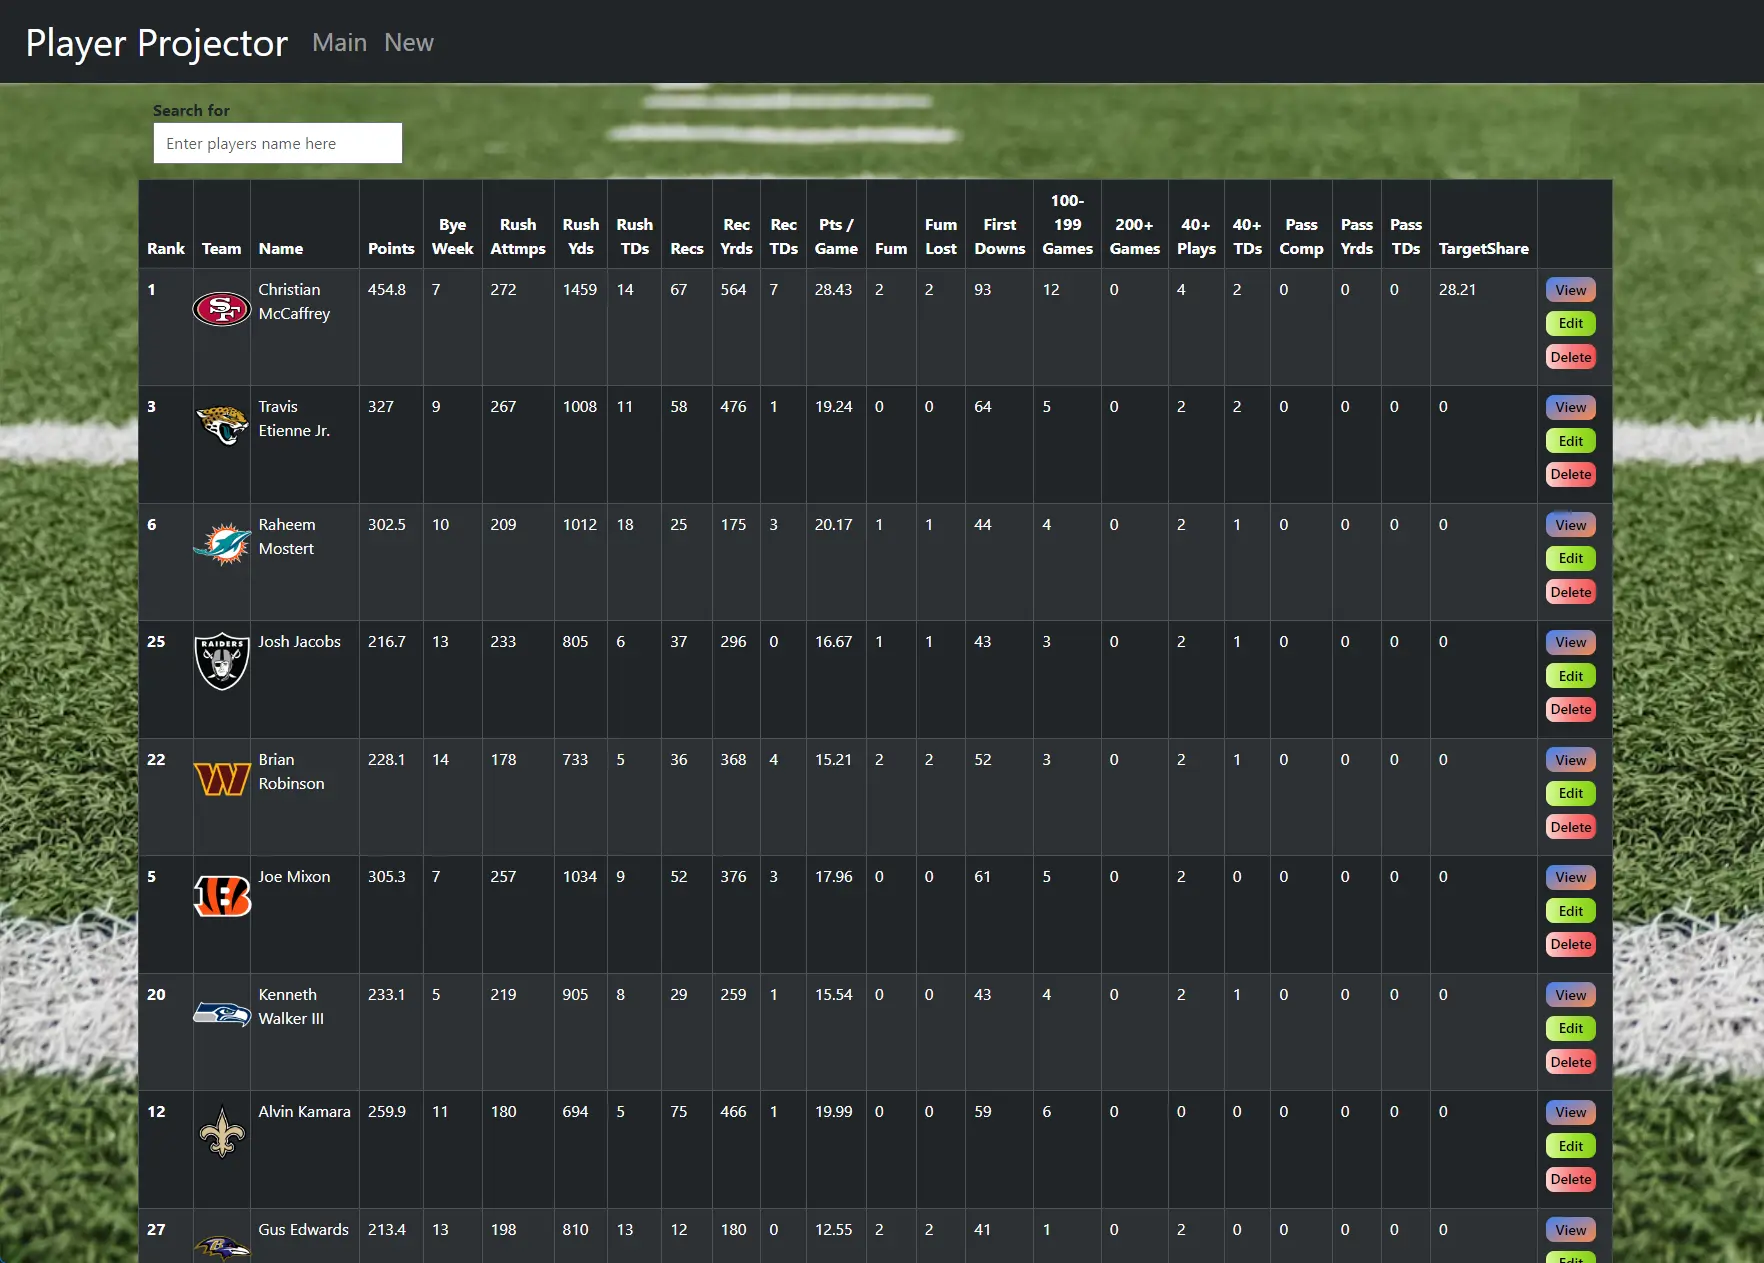 Player Projector Main New
Search for
Enter players name here
Rank Team Name Points Bye Week Rush Attmps Rush Yds Rush TDs Recs Rec Yrds Rec TDs Pts / Game Fum Fum Lost First Downs 100-199 Games 200+ Games 40+ Plays 40+ TDs Pass Comp Pass Yrds Pass TDs TargetShare
1 SF Christian McCaffrey 454.8 7 272 1459 14 67 564 7 28.43 2 2 93 12 0 4 2 0 0 0 28.21 View
Edit
Delete
3 Travis Etienne Jr. 327 9 267 1008 11 58 476 1 19.24 0 0 64 5 0 2 2 0 0 0 0 View
Edit
Delete
6 Raheem Mostert 302.5 10 209 1012 18 25 175 3 20.17 1 1 44 4 0 2 1 0 0 0 0 View
Edit
Delete
25 RAIDERS Josh Jacobs 216.7 13 233 805 6 37 296 0 16.67 1 1 43 3 0 2 1 0 0 0 0 View
Edit
Delete
22 W Brian Robinson 228.1 14 178 733 5 36 368 4 15.21 2 2 52 3 0 2 1 0 0 0 0 View
Edit
Delete
5 B Joe Mixon 305.3 7 257 1034 9 52 376 3 17.96 0 0 61 5 0 2 0 0 0 0 0 View
Edit
Delete
20 Kenneth Walker III 233.1 5 219 905 8 29 259 1 15.54 0 0 43 4 0 2 1 0 0 0 0 View
Edit
Delete
12 Alvin Kamara 259.9 11 180 694 5 75 466 1 19.99 0 0 59 6 0 0 0 0 0 0 0 View
Edit
Delete
27 B Gus Edwards 213.4 13 198 810 13 12 180 0 12.55 2 2 41 1 0 2 0 0 0 0 0 View
Edit